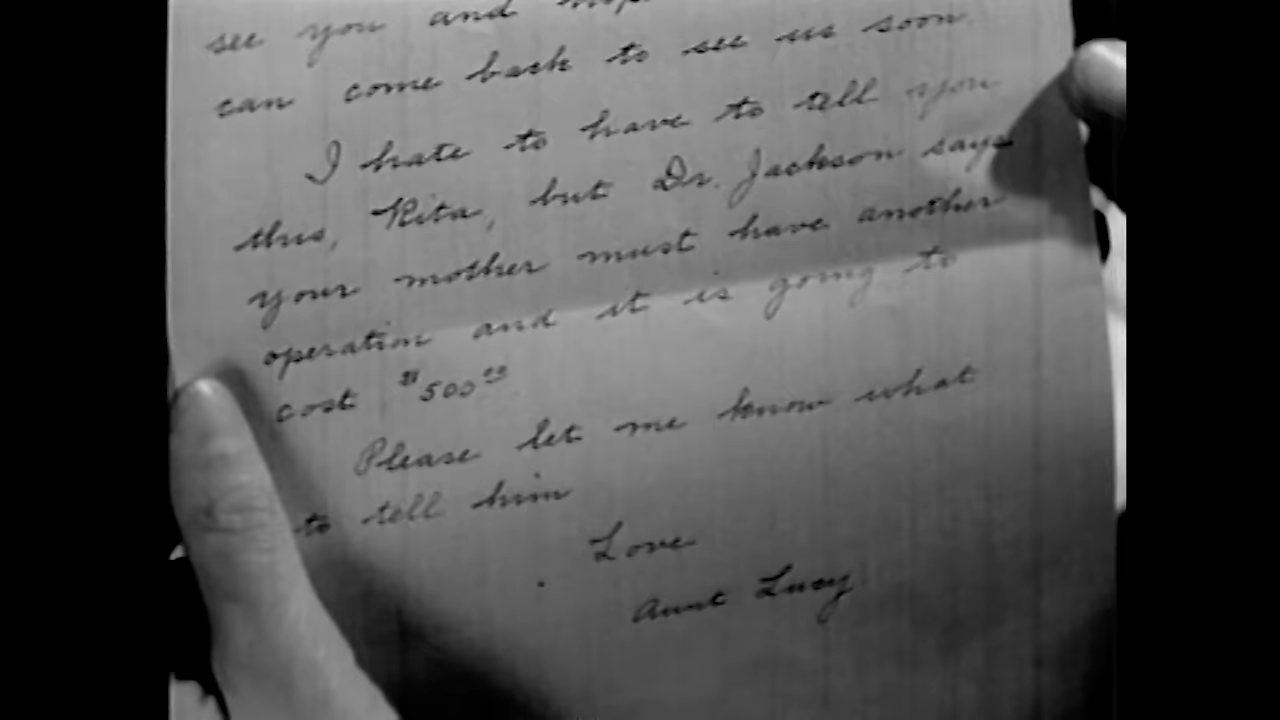 see you and hope
can come back to see us soon.
I hate to have to tell you
this, Rita, but Dr. Jackson says
your mother must have another
operation and it is going to
cost $500.00
Please let me know what
to tell him
Love
Aunt Lucy